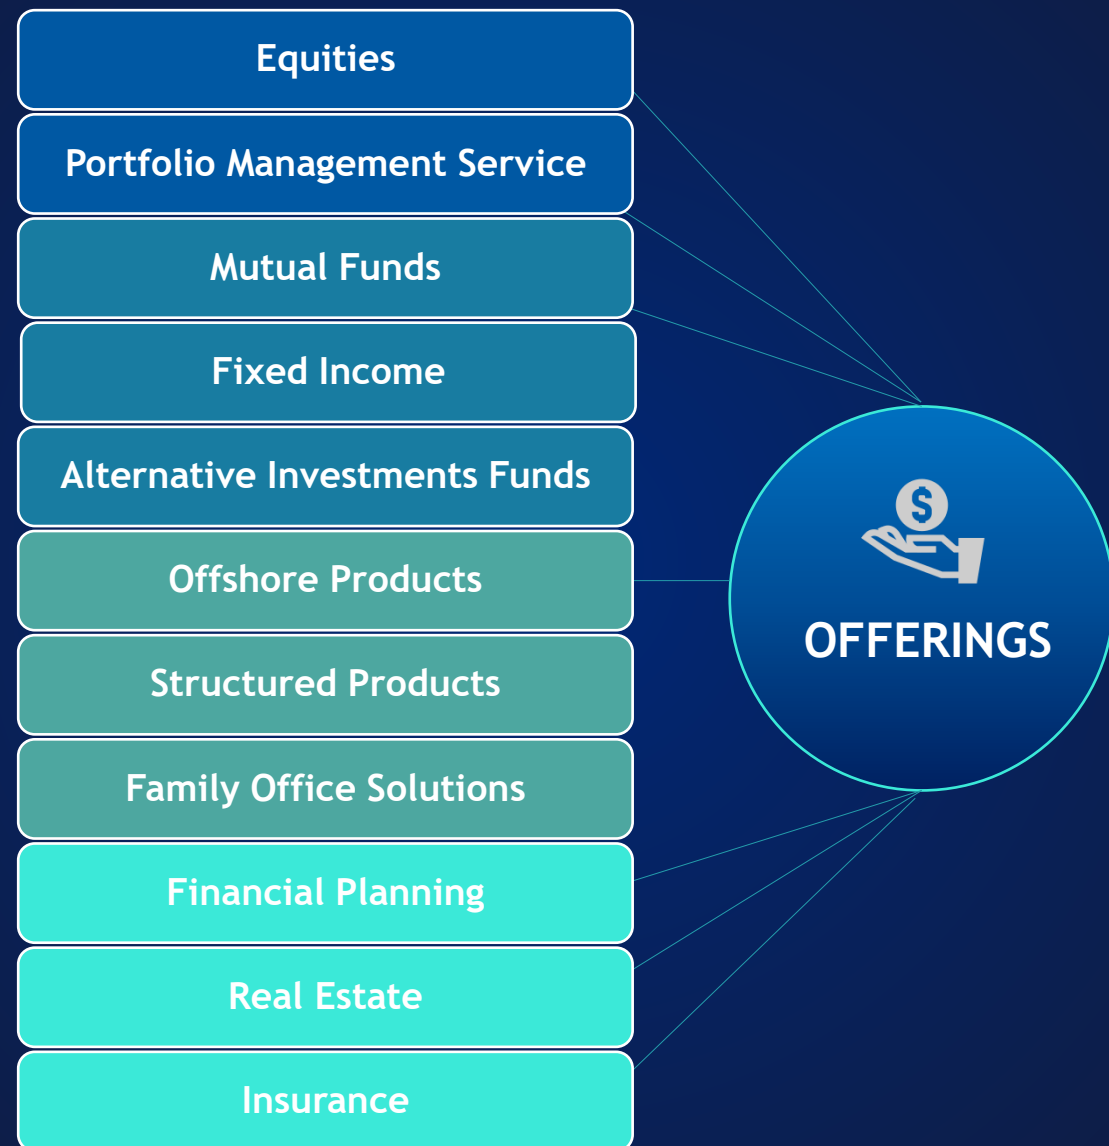 Equities
Portfolio Management Service
Mutual Funds
Fixed Income
Alternative Investments Funds
Offshore Products
Structured Products
Family Office Solutions
Financial Planning
Real Estate
Insurance
$
OFFERINGS